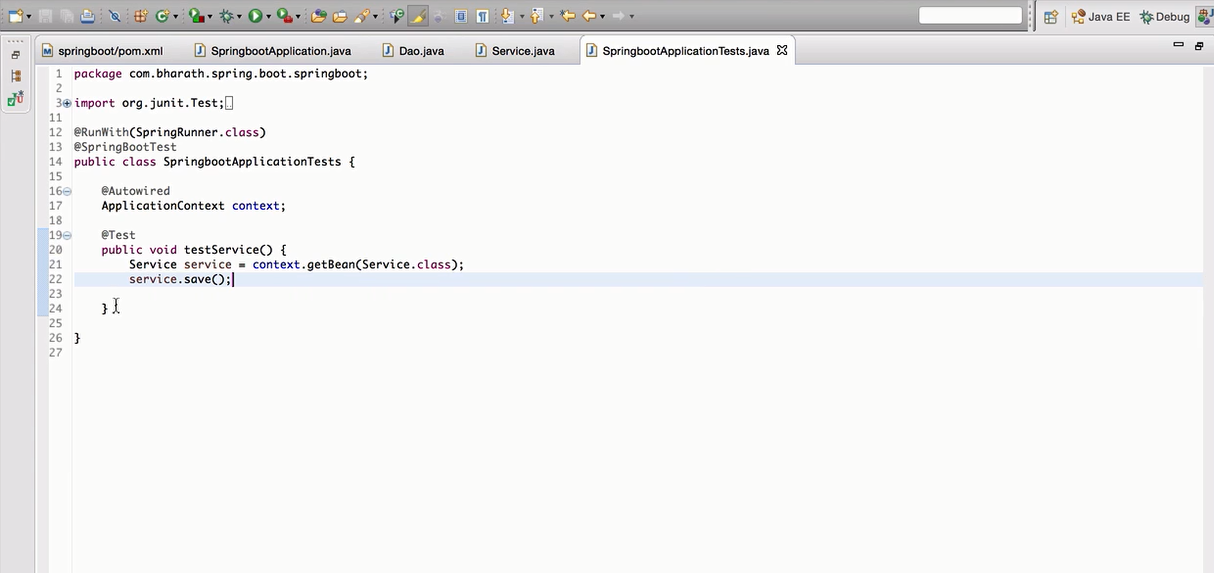 Java EE
Debug
springboot/pom.xml
SpringbootApplication.java
Dao.java
Service.java
SpringbootApplicationTests.java
1 package com.bharath.spring.boot.springboot;
2
3 import org.junit.Test;
11
12 @RunWith(SpringRunner.class)
13 @SpringBootTest
14 public class SpringbootApplicationTests {
15
16 @Autowired
17 ApplicationContext context;
18
19 @Test
20 public void testService() {
21 Service service = context.getBean(Service.class);
22 service.save();
23
24 }
25
26 }
27